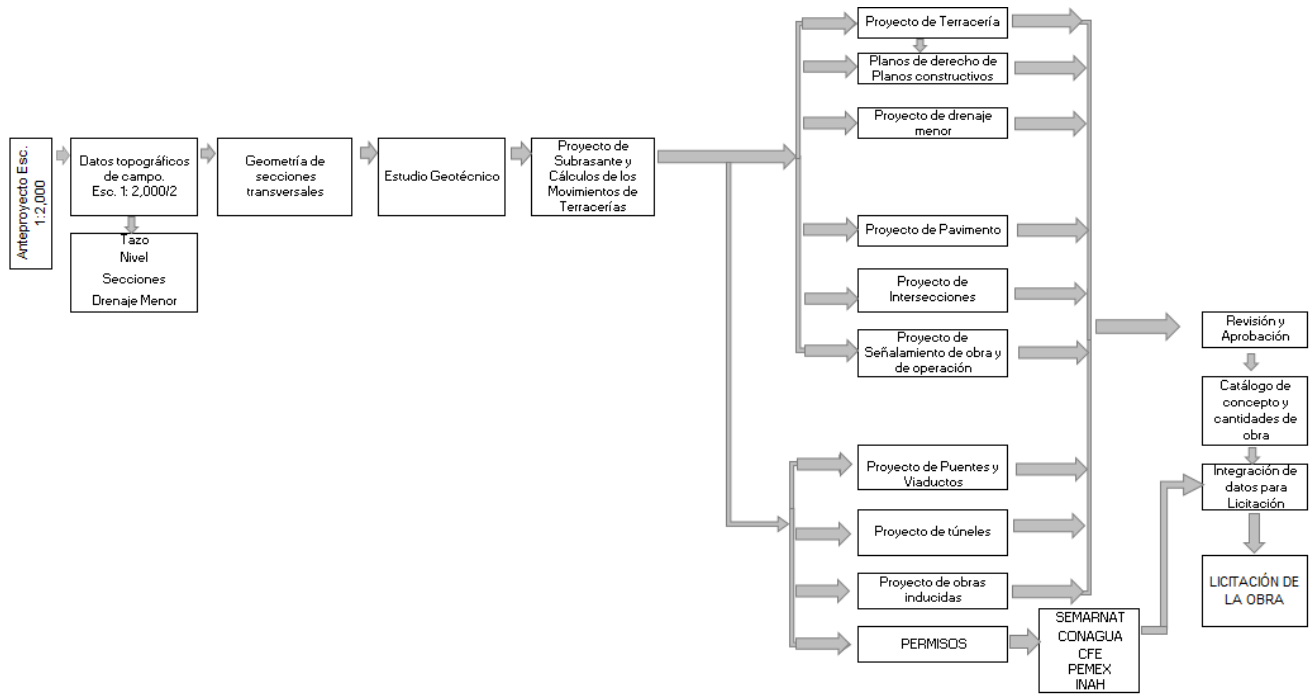 Anteproyecto Esc.
1:2,000
Datos topográficos
de campo.
Esc. 1: 2,000/2
Tazo
Nivel
Secciones
Drenaje Menor
Geometría de
secciones
transversales
Estudio Geotécnico
Proyecto de
Subrasante y
Cálculos de los
Movimientos de
Terracerías
Proyecto de Terracería
Planos de derecho de
Planos constructivos
Proyecto de drenaje
menor
Proyecto de Pavimento
Proyecto de
Intersecciones
Proyecto de
Señalamiento de obra y
de operación
Proyecto de Puentes y
Viaductos
Proyecto de túneles
Proyecto de obras
inducidas
PERMISOS
SEMARNAT
CONAGUA
CFE
PEMEX
INAH
Revisión y
Aprobación
Catálogo de
concepto y
cantidades de
obra
Integración de
datos para
Licitación
LICITACIÓN DE
LA OBRA